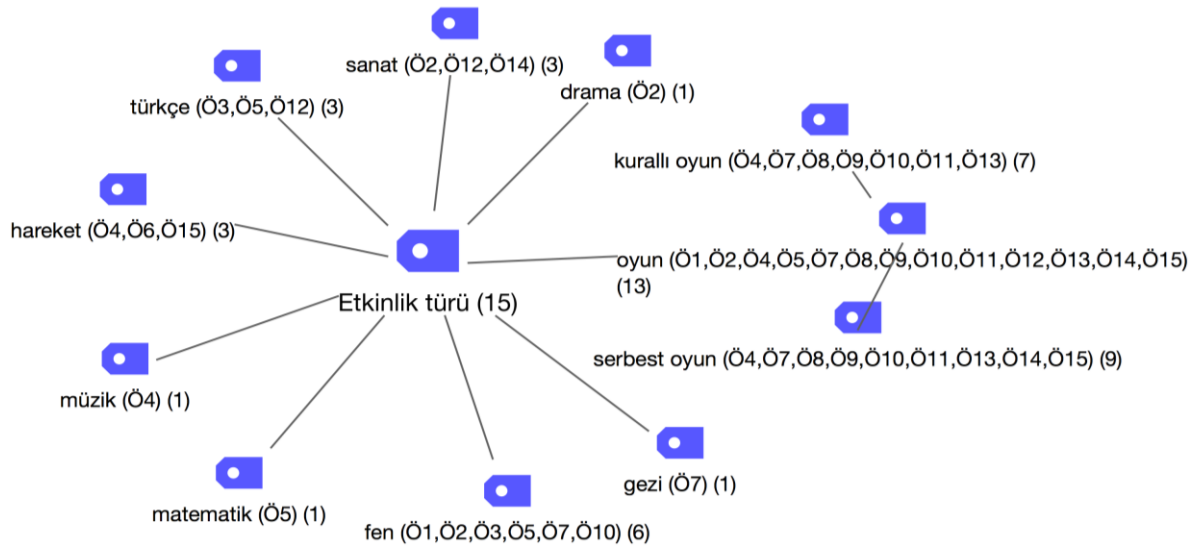 sanat (Ö2,Ö12,Ö14) (3)
drama (Ö2) (1)
türkçe (Ö3,Ö5,Ö12) (3)
kurallı oyun (Ö4,Ö7,Ö8,Ö9,Ö10,Ö11,Ö13) (7)
hareket (Ö4,Ö6,Ö15) (3)
oyun (Ö1,Ö2,Ö4,Ö5,Ö7,Ö8,Ö9,Ö10,Ö11,Ö12,Ö13,Ö14,Ö15)
(13)
Etkinlik türü (15)
serbest oyun (Ö4,Ö7,Ö8,Ö9,Ö10,Ö11,Ö13,Ö14,Ö15) (9)
müzik (Ö4) (1)
gezi (Ö7) (1)
matematik (Ö5) (1)
fen (Ö1,Ö2,Ö3,Ö5,Ö7,Ö10) (6)